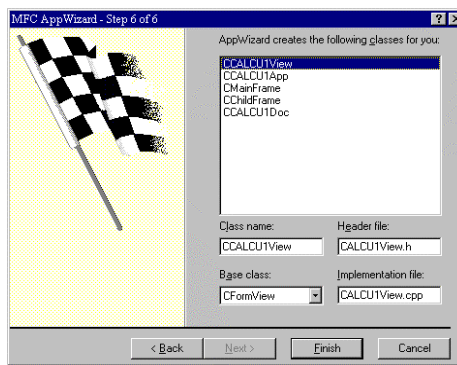 MFC AppWizard - Step 6 of 6
AppWizard creates the following classes for you:
CCALCU1View
CCALCU1App
CMainFrame
CChildFrame
CCALCU1Doc
Class name: Header file:
CCALCU1View CALCU1View.h
Base class: Implementation file:
CFormView CALCU1View.cpp
< Back Next > Finish Cancel